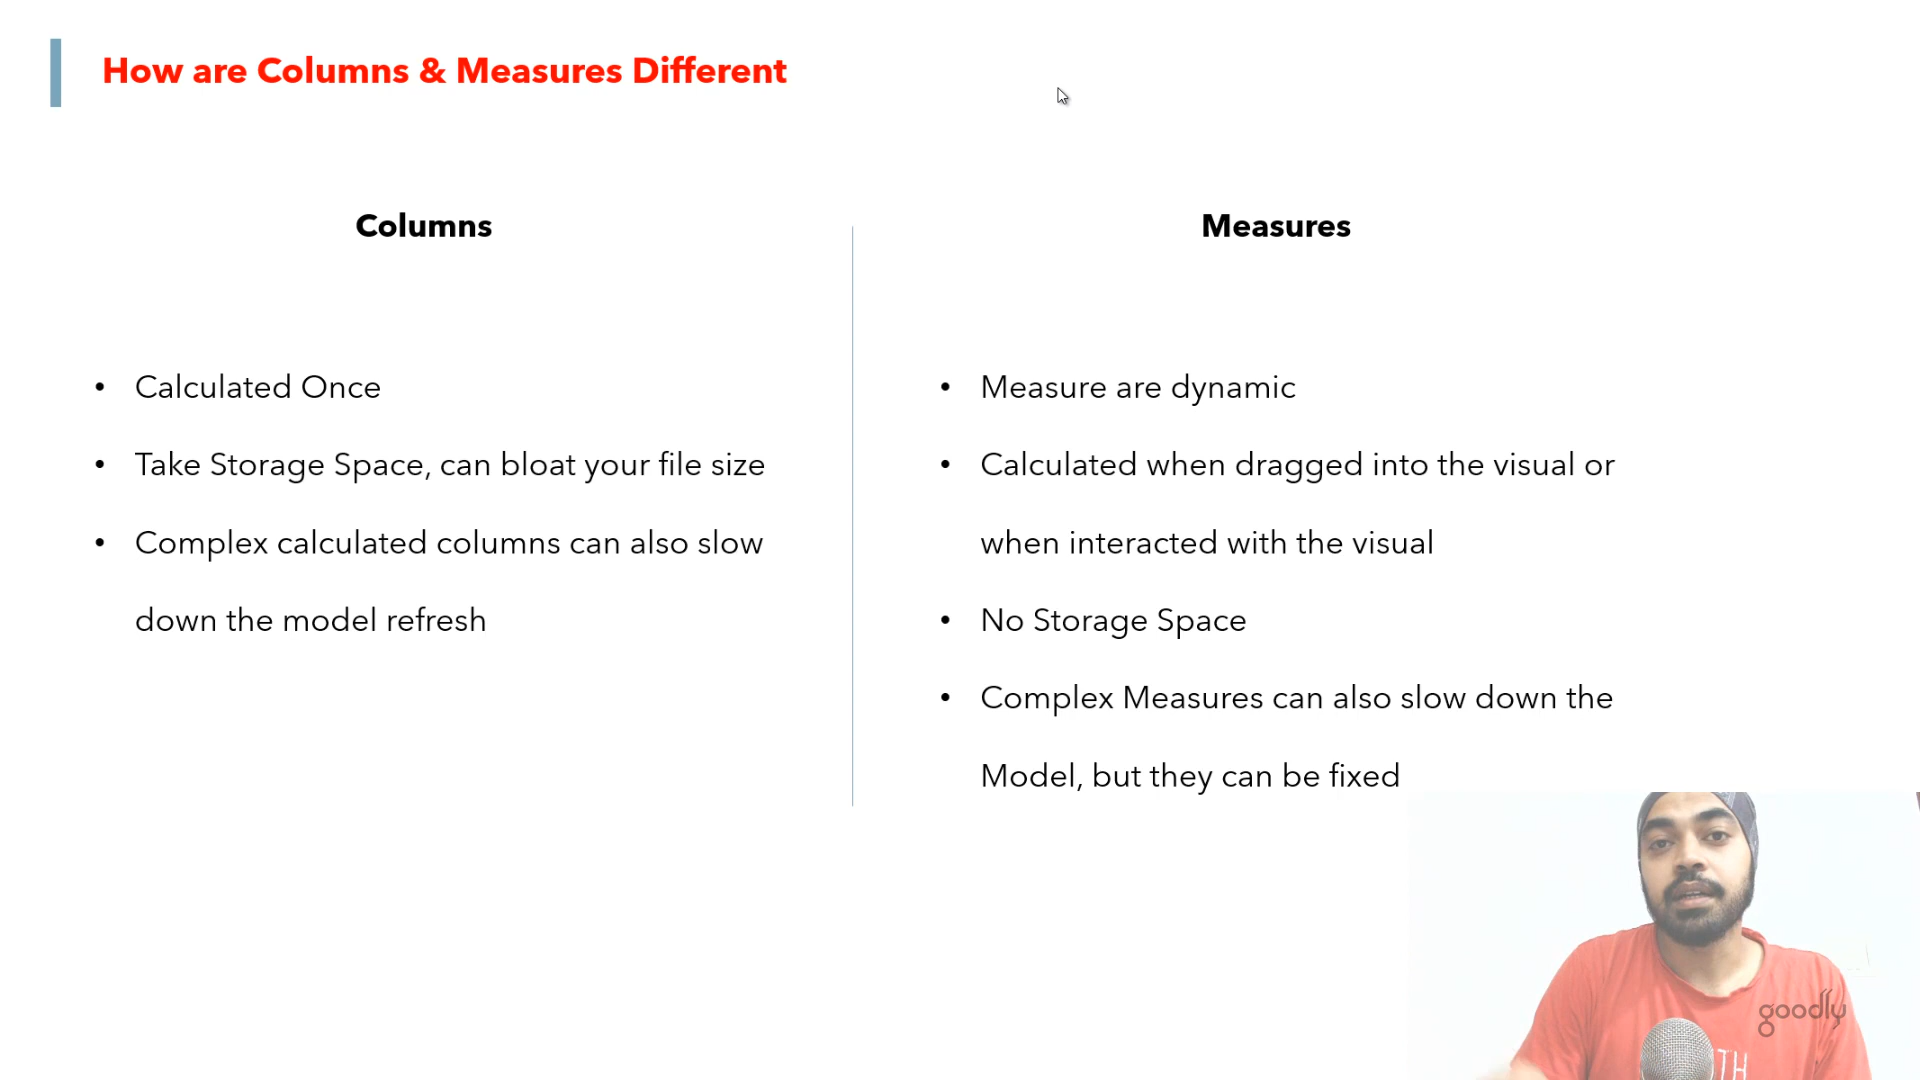 How are Columns & Measures Different
Columns
• Calculated Once
• Take Storage Space, can bloat your file size
• Complex calculated columns can also slow
down the model refresh
Measures
• Measure are dynamic
• Calculated when dragged into the visual or
when interacted with the visual
• No Storage Space
• Complex Measures can also slow down the
Model, but they can be fixed
goodly